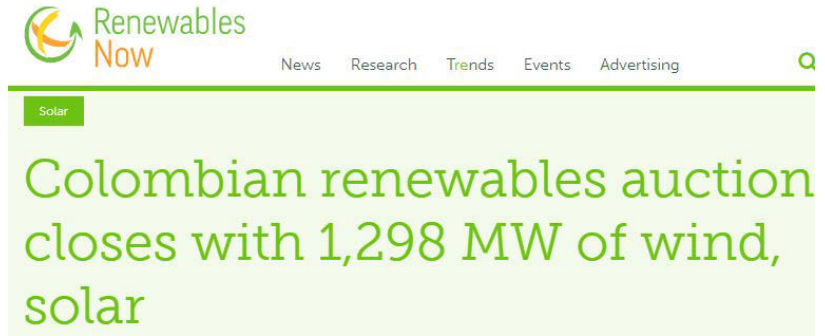 Renewables
Now
News Research Trends Events Advertising
Solar
Colombian renewables auction
closes with 1,298 MW of wind,
solar